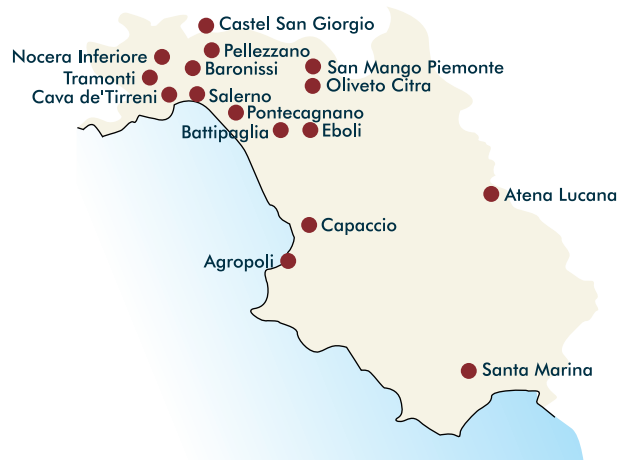 Castel San Giorgio
Pellezzano
Nocera Inferiore
Baronissi
San Mango Piemonte
Tramonti
Oliveto Citra
Cava de'Tirreni
Salerno
Pontecagnano
Battipaglia
Eboli
Atena Lucana
Capaccio
Agropoli
Santa Marina